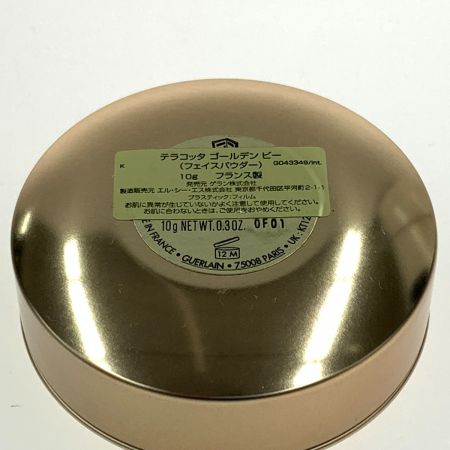 テラコッタ ゴールデン ビー
K （フェイスパウダー） G043349/Int.
10g フランス製
発売元 ゲラン株式会社
製造販売元 エル・シー・エス株式会社 東京都千代田区平河町2-1-1
プラスティック:フィルム
お肌に異常が生じていないかよく注意して使用してください。
お肌に合わないときは、ご使用をおやめください。
10g NETWT. 0.3OZ. 0F01
12 M
E IN FRANCE • GUERLAIN • 75008 PARIS • UK: